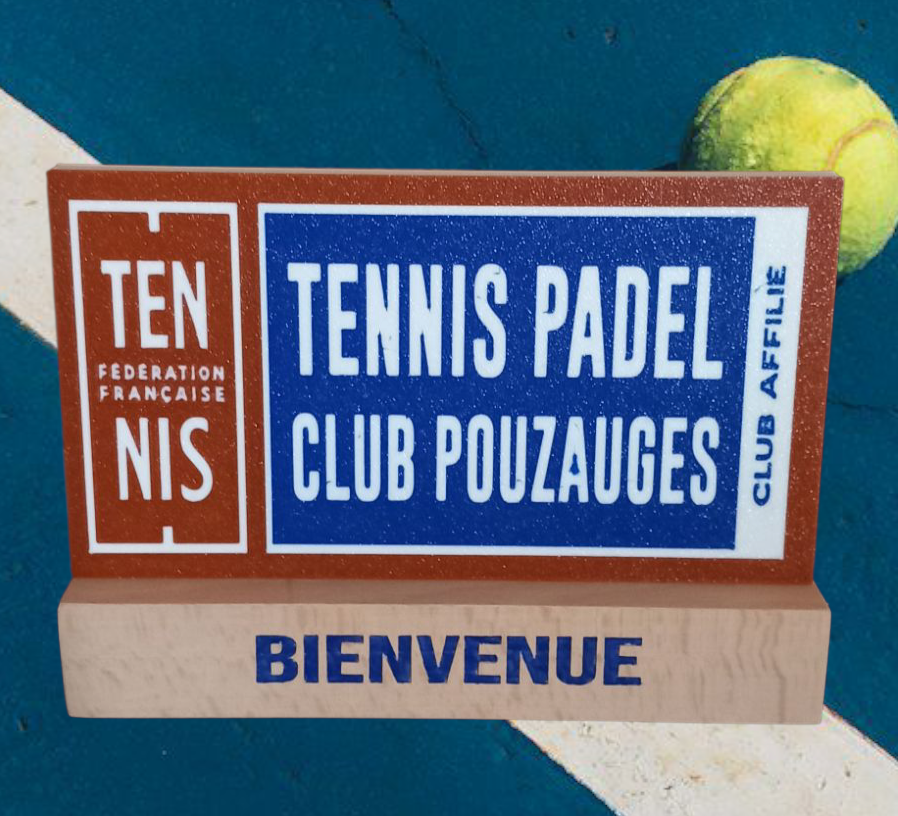 TEN
FÉDÉRATION
FRANÇAISE
NIS
TENNIS PADEL
CLUB POUZAUGES
CLUB AFFILIÉ
BIENVENUE